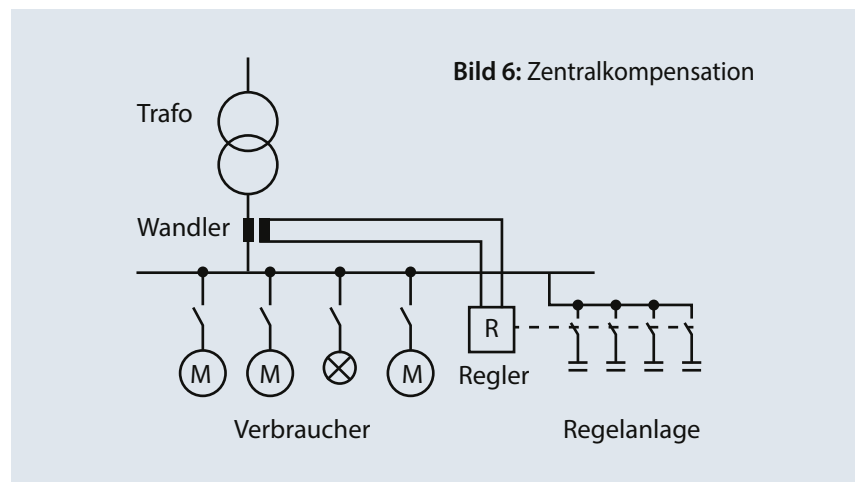 Bild 6: Zentralkompensation
Trafo
Wandler
R
M M M
Regler
Verbraucher
Regelanlage